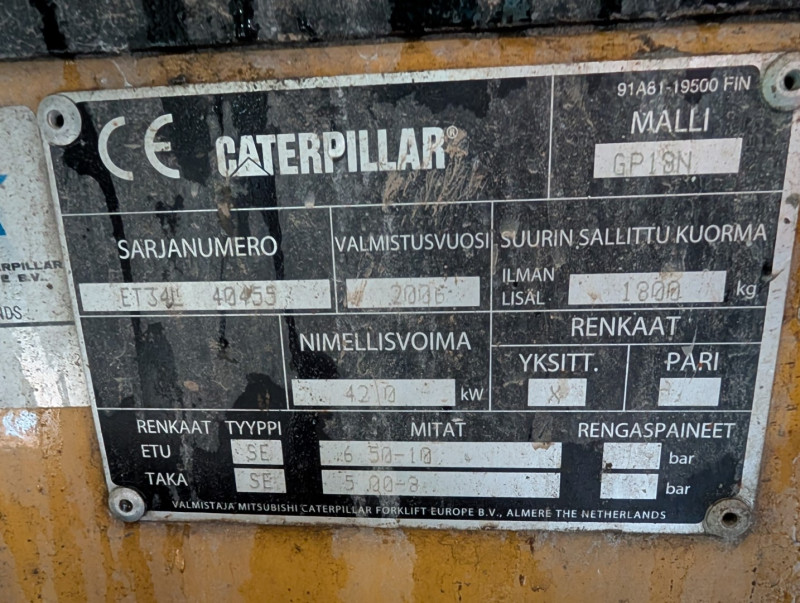 91A81-19500 FIN
CE CATERPILLAR®
MALLI
GP18N
SARJANUMERO
ET34L 40455
VALMISTUSVUOSI
2006
SUURIN SALLITTU KUORMA
ILMAN LISÄL 1800 kg
NIMELLISVOIMA
42.0 kW
RENKAAT
YKSITT. PARI
X -
RENKAAT TYYPPI MITAT RENGASPAINEET
ETU SE 6 50-10 bar
TAKA SE 5 00-8 bar
VALMISTAJA MITSUBISHI CATERPILLAR FORKLIFT EUROPE B.V., ALMERE THE NETHERLANDS